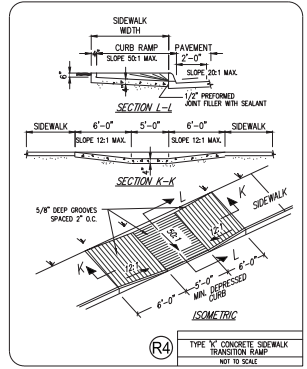 SIDEWALK
WIDTH
CURB RAMP PAVEMENT
SLOPE 50:1 MAX. 2'-0"
6" SLOPE 20:1 MAX.
1/2" PREFORMED
JOINT FILLER WITH SEALANT
SECTION L-L
SIDEWALK 6'-0" 5'-0" 6'-0" SIDEWALK
SLOPE 12:1 MAX. SLOPE 12:1 MAX.
4"
SECTION K-K
5/8" DEEP GROOVES
SPACED 2" O.C.
L
K
SIDEWALK
50:1
12:1
12:1
K
L
6'-0"
5'-0"
MIN. DEPRESSED
CURB
6'-0"
ISOMETRIC
R4
TYPE "K" CONCRETE SIDEWALK
TRANSITION RAMP
NOT TO SCALE